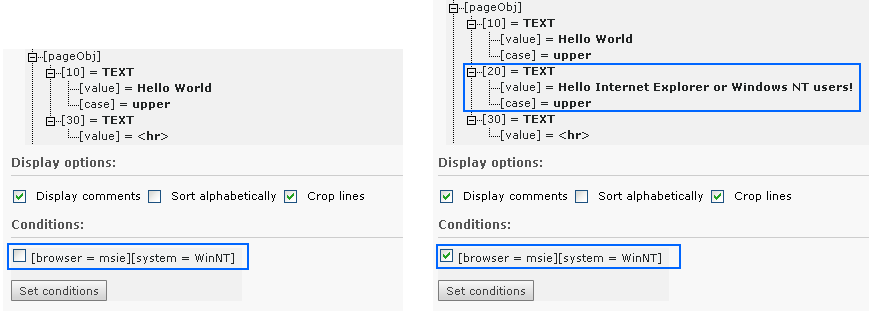 [pageObj]
[10] = TEXT
[value] = Hello World
[case] = upper
[30] = TEXT
[value] = <hr>
Display options:
Display comments Sort alphabetically Crop lines
Conditions:
[browser = msie][system = WinNT]
Set conditions
[pageObj]
[10] = TEXT
[value] = Hello World
[case] = upper
[20] = TEXT
[value] = Hello Internet Explorer or Windows NT users!
[case] = upper
[30] = TEXT
[value] = <hr>
Display options:
Display comments Sort alphabetically Crop lines
Conditions:
[browser = msie][system = WinNT]
Set conditions